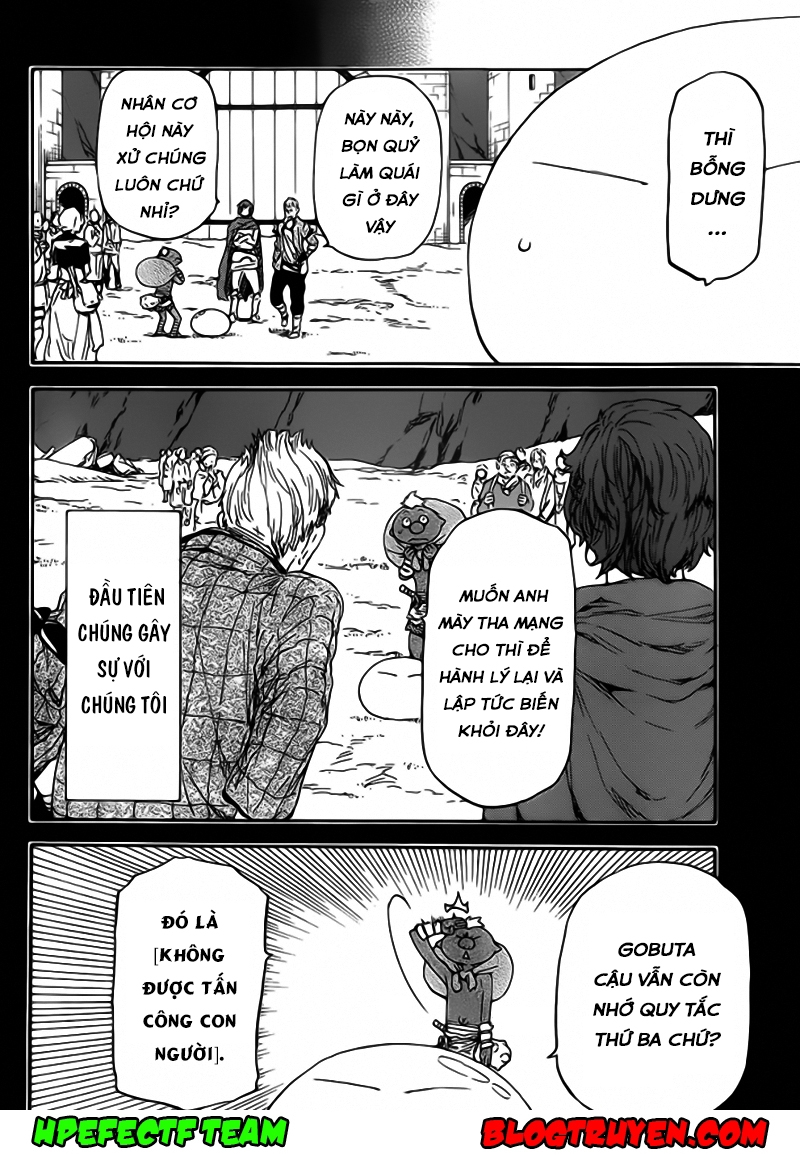 THÌ
BỖNG
DƯNG
...
NÀY NÀY,
BỌN QUỶ
LÀM QUÁI
GÌ Ở ĐÂY
VẬY
NHÂN CƠ
HỘI NÀY
XỬ CHÚNG
LUÔN CHỨ
NHỈ?
MUỐN ANH
MÀY THA MẠNG
CHO THÌ ĐỂ
HÀNH LÝ LẠI VÀ
LẬP TỨC BIẾN
KHỎI ĐÂY!
ĐẦU TIÊN
CHÚNG GÂY
SỰ VỚI
CHÚNG TÔI
GOBUTA
CẬU VẪN CÒN
NHỚ QUY TẮC
THỨ BA CHỨ?
ĐÓ LÀ
[KHÔNG
ĐƯỢC TẤN
CÔNG CON
NGƯỜI].
UPEFECTF TEAM
BLOGTRUYEN.COM